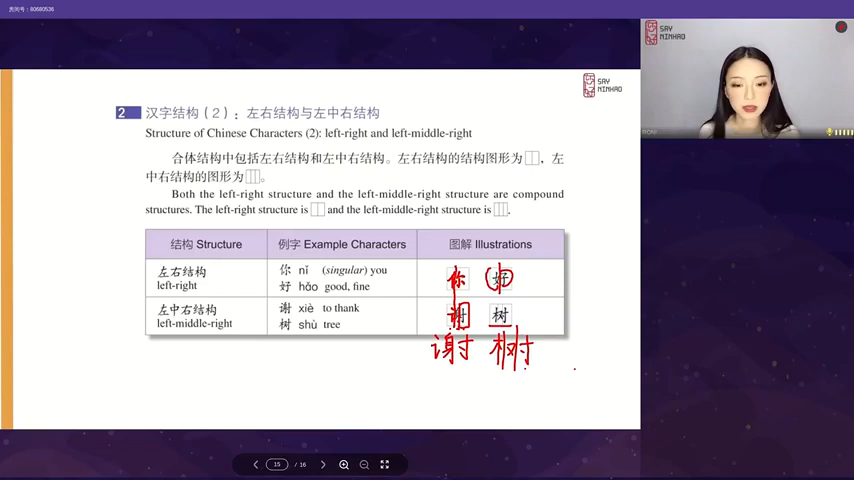 房间号：80680536
SAY
NINHAO
SAY
NINHAO
2 汉字结构（2）：左右结构与左中右结构
Structure of Chinese Characters (2): left-right and left-middle-right
合体结构中包括左右结构和左中右结构。左右结构的结构图形为，左
中右结构的图形为。
Both the left-right structure and the left-middle-right structure are compound
structures. The left-right structure is and the left-middle-right structure is .
结构 Structure 例字 Example Characters 图解 Illustrations
左右结构 你 nǐ (singular) you 你 好
left-right 好 hǎo good, fine
左中右结构 谢 xiè to thank 谢 树
left-middle-right 树 shù tree
谢 树
15 / 16